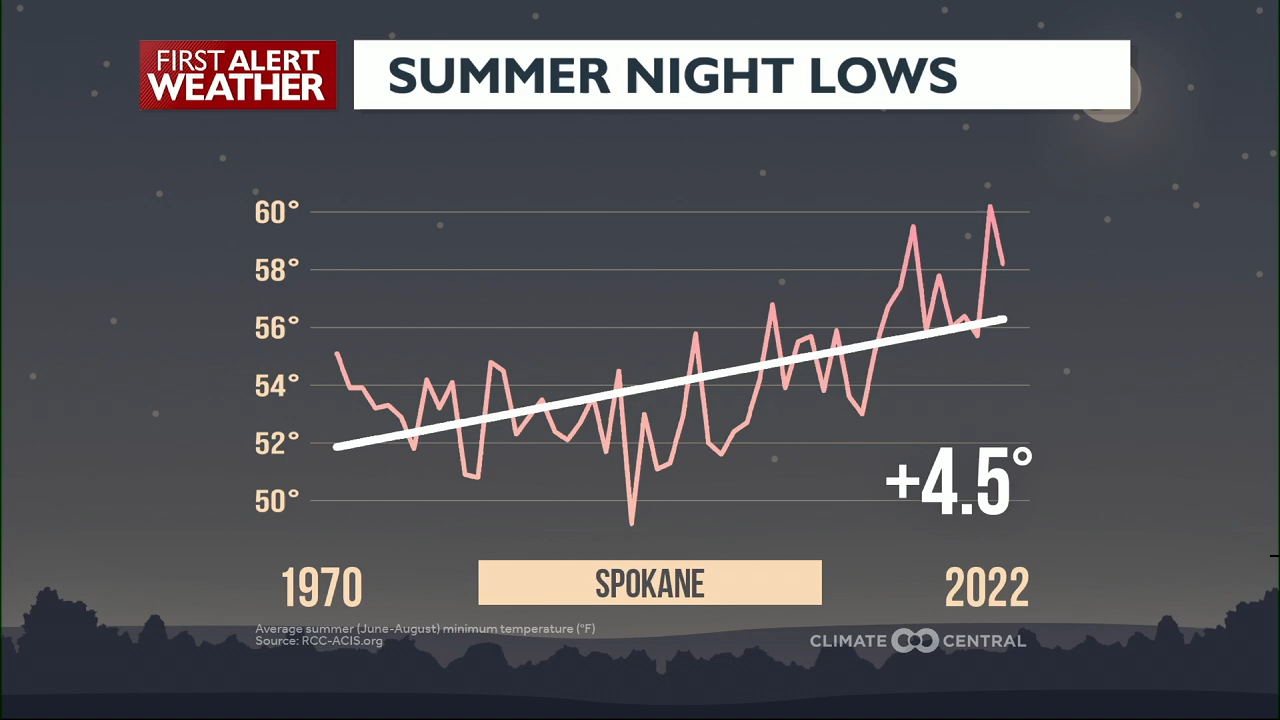 FIRST ALERT
WEATHER
SUMMER NIGHT LOWS
60°
58°
56°
54°
52°
50°
+4.5°
1970
SPOKANE
2022
Average summer (June-August) minimum temperature (°F)
Source: RCC-ACIS.org
CLIMATE CENTRAL